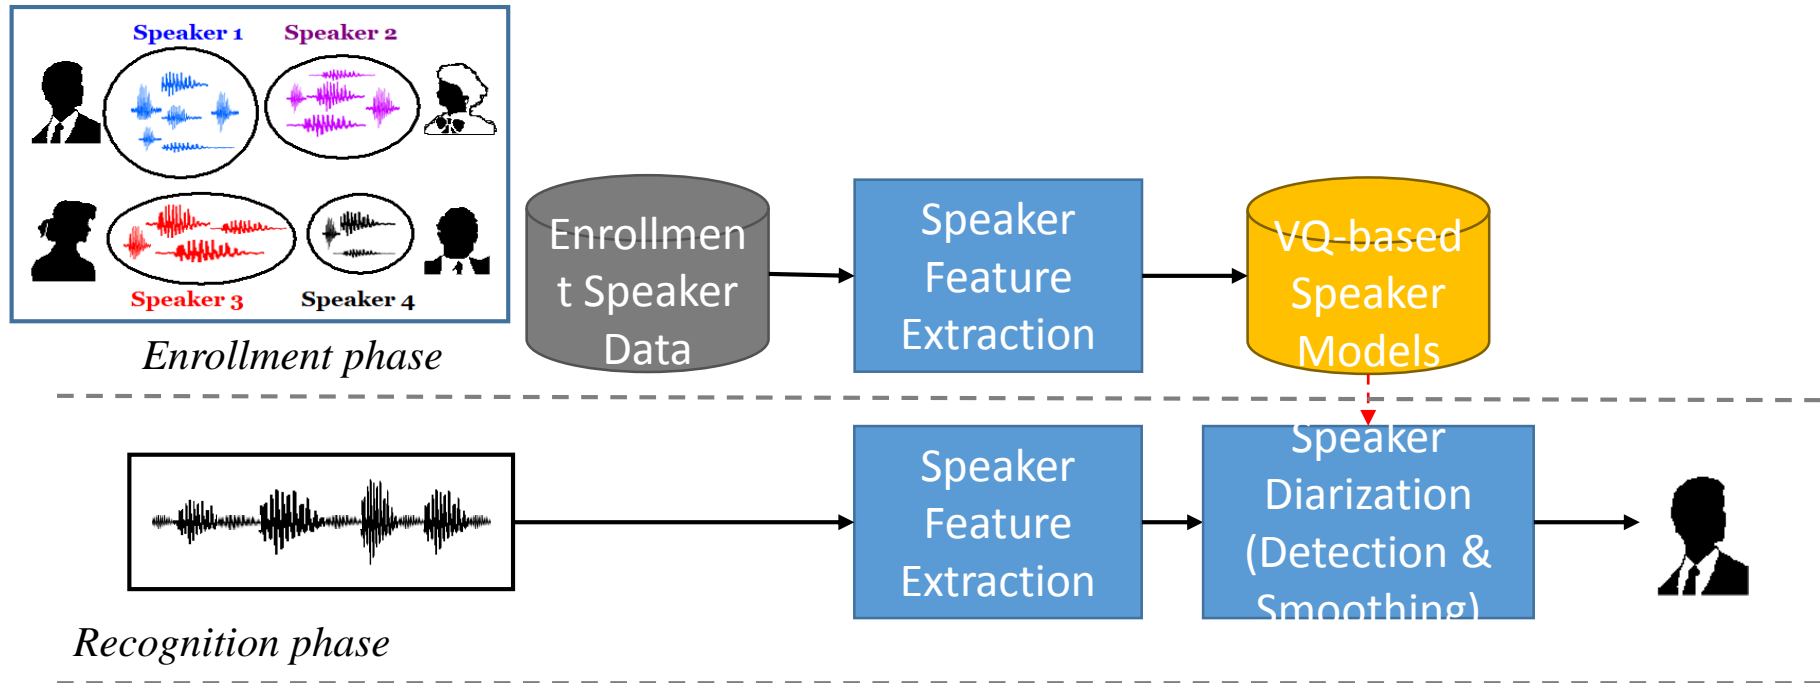 Speaker 1
Speaker 2
Speaker 3
Speaker 4
Enrollment phase
Enrollmen
t Speaker
Data
Speaker
Feature
Extraction
VQ-based
Speaker
Models
Speaker
Feature
Extraction
Speaker
Diarization
(Detection &
Smoothing)
Recognition phase